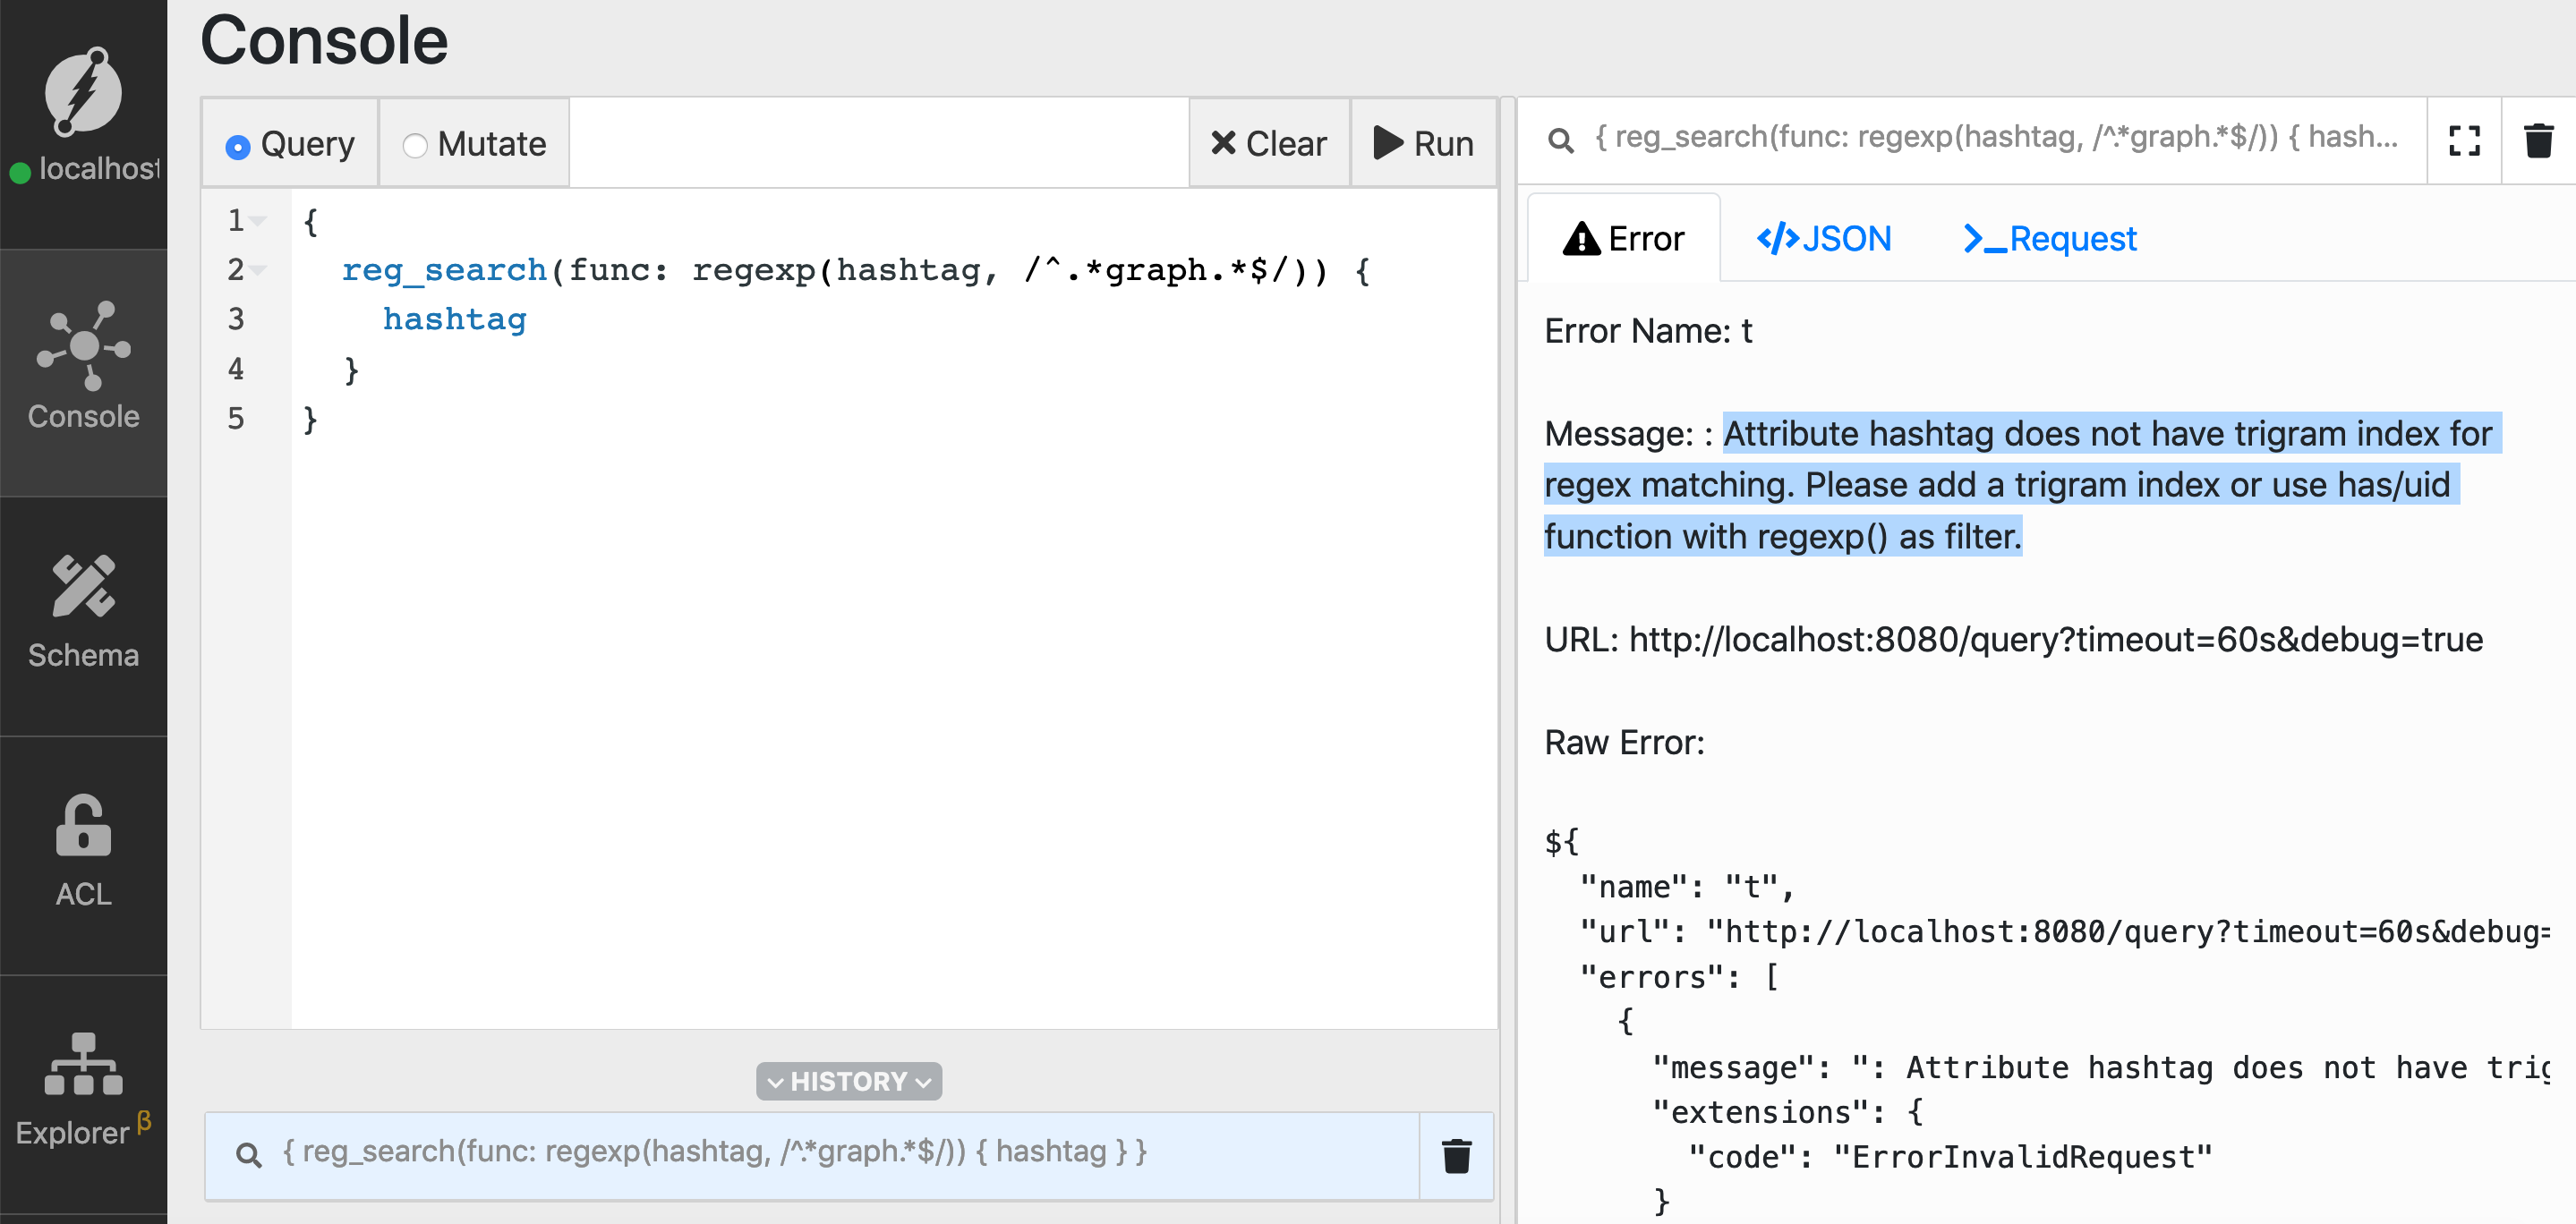 Console
localhost
Console
Schema
ACL
Explorer β
Query
Mutate
Clear
Run
1
{
2
reg_search(func: regexp(hashtag, /^.*graph.*$/)) {
3
hashtag
4
}
5
}
HISTORY
{ reg_search(func: regexp(hashtag, /^.*graph.*$/)) { hashtag } }
{ reg_search(func: regexp(hashtag, /^.*graph.*$/)) { hash...
Error
JSON
Request
Error Name: t
Message: : Attribute hashtag does not have trigram index for
regex matching. Please add a trigram index or use has/uid
function with regexp() as filter.
URL: http://localhost:8080/query?timeout=60s&debug=true
Raw Error:
${
"name": "t",
"url": "http://localhost:8080/query?timeout=60s&debug=
"errors": [
{
"message": ": Attribute hashtag does not have trig
"extensions": {
"code": "ErrorInvalidRequest"
}